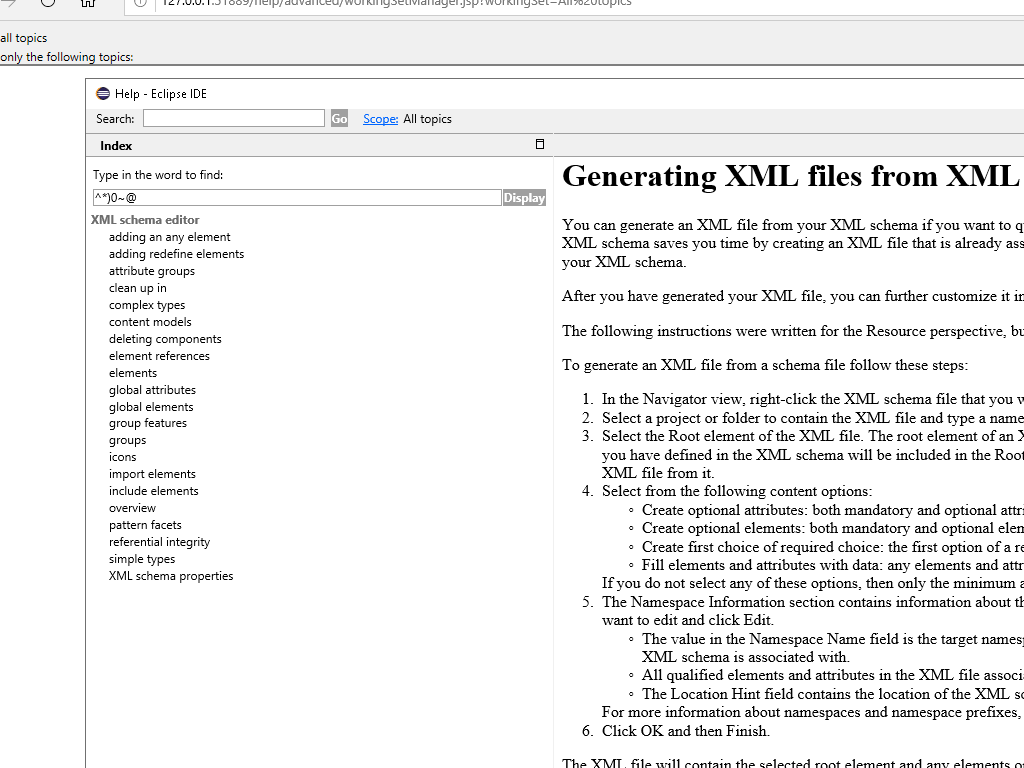 127.0.0.1:51889/help/advanced/workingSetManager.jsp?workingSet=All%20topics
all topics
only the following topics:
Help - Eclipse IDE
Search:
Go
Scope: All topics
Index
Type in the word to find:
^*)0~@
Display
XML schema editor
adding an any element
adding redefine elements
attribute groups
clean up in
complex types
content models
deleting components
element references
elements
global attributes
global elements
group features
groups
icons
import elements
include elements
overview
pattern facets
referential integrity
simple types
XML schema properties
Generating XML files from XML
You can generate an XML file from your XML schema if you want to
XML schema saves you time by creating an XML file that is already
your XML schema.
After you have generated your XML file, you can further customize it
The following instructions were written for the Resource perspective,
To generate an XML file from a schema file follow these steps:
1. In the Navigator view, right-click the XML schema file that you
2. Select a project or folder to contain the XML file and type a name
3. Select the Root element of the XML file. The root element of an
you have defined in the XML schema will be included in the Root
XML file from it.
4. Select from the following content options:
◦ Create optional attributes: both mandatory and optional
◦ Create optional elements: both mandatory and optional
◦ Create first choice of required choice: the first option of a
◦ Fill elements and attributes with data: any elements and
If you do not select any of these options, then only the minimum
5. The Namespace Information section contains information about
want to edit and click Edit.
◦ The value in the Namespace Name field is the target
XML schema is associated with.
◦ All qualified elements and attributes in the XML file
◦ The Location Hint field contains the location of the XML
For more information about namespaces and namespace prefixes,
6. Click OK and then Finish.
The XML file will contain the selected root element and any elements